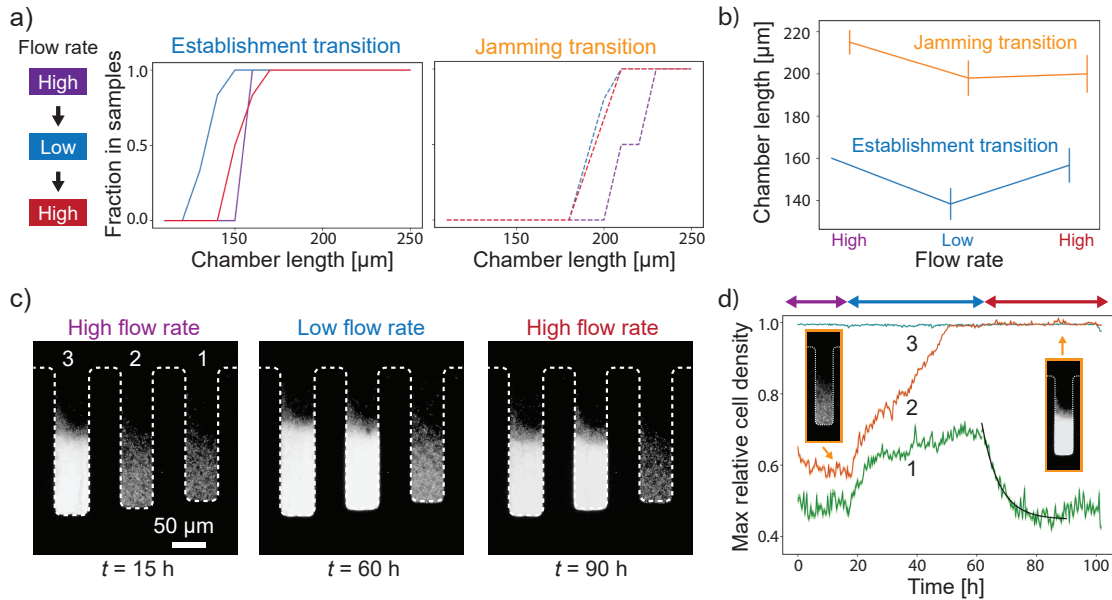 a)
Flow rate
High
Low
High
Establishment transition
Jamming transition
Fraction in samples
1.0
0.5
0.0
150
200
250
150
200
250
Chamber length [µm]
Chamber length [µm]
b)
Chamber length [µm]
220
200
160
140
Jamming transition
Establishment transition
High
Low
High
Flow rate
c)
High flow rate
Low flow rate
High flow rate
3
2
1
50 µm
t = 15 h
t = 60 h
t = 90 h
d)
Max relative cell density
1.0
0.8
0.6
0.4
3
2
1
0
20
40
60
80
100
Time [h]